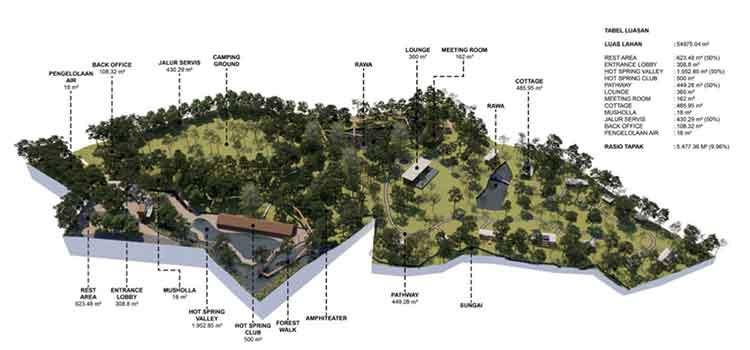 TABEL LUASAN
LUAS LAHAN : 54975.04 m²
REST AREA : 623.48 m² (50%)
ENTRANCE LOBBY : 308.8 m²
HOT SPRING VALLEY : 1.952.85 m² (50%)
HOT SPRING CLUB : 500 m²
PATHWAY : 449.28 m² (50%)
LOUNGE : 360 m²
MEETING ROOM : 162 m²
COTTAGE : 485.95 m²
MUSHOLLA : 18 m²
JALUR SERVIS : 430.29 m² (50%)
BACK OFFICE : 108.32 m²
PENGELOLAAN AIR : 18 m²
RASIO TAPAK : 5.477.36 M² (9.96%)
PENGELOLAAN
AIR
18 m²
BACK OFFICE
108.32 m²
JALUR SERVIS
430.29 m²
CAMPING
GROUND
RAWA
LOUNGE
360 m²
MEETING ROOM
162 m²
RAWA
COTTAGE
485.95 m²
REST
AREA
623.48 m²
ENTRANCE
LOBBY
308.8 m²
MUSHOLLA
18 m²
HOT SPRING
VALLEY
1.952.85 m²
HOT SPRING
CLUB
500 m²
FOREST
WALK
AMPHITEATER
PATHWAY
449.28 m²
SUNGAI